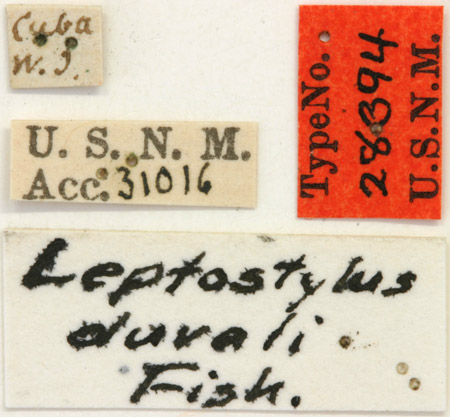 Cuba
W. I.
U. S. N. M.
Acc. 31016
Type No.
28394
U.S.N.M.
Leptostylus
duvali
Fish.